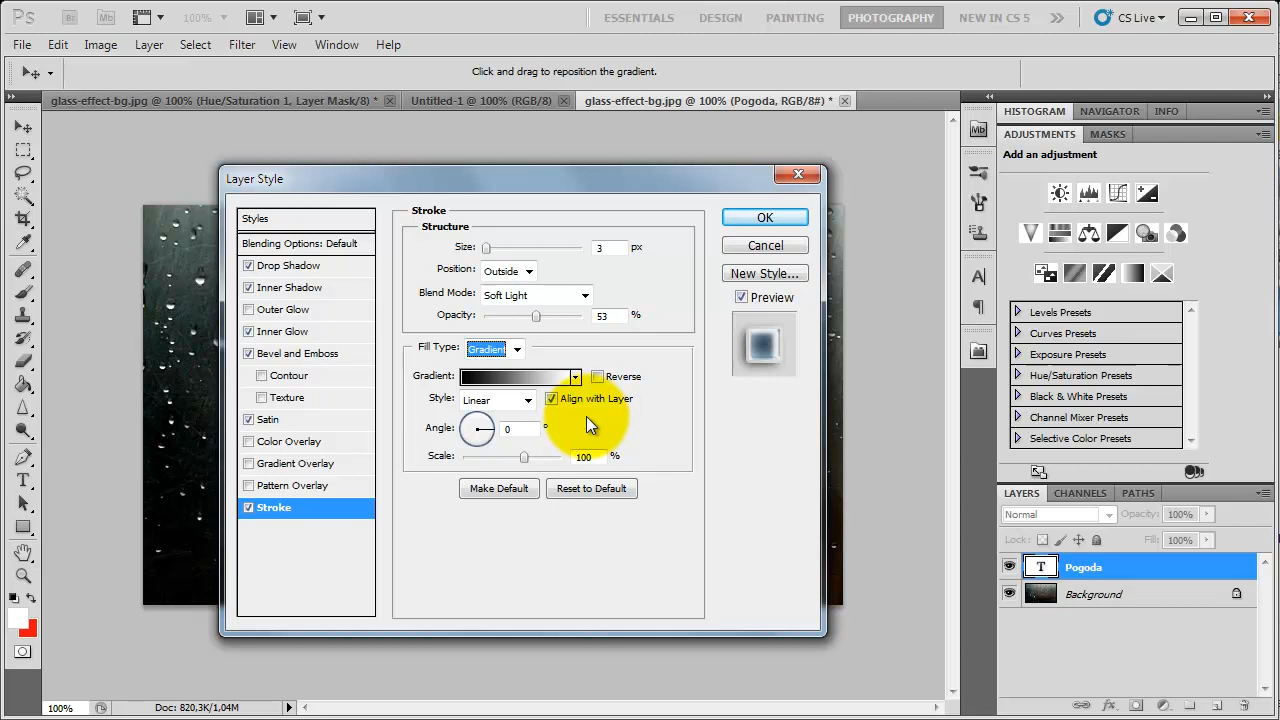 Ps Br Mb 100% ESSENTIALS DESIGN PAINTING PHOTOGRAPHY NEW IN CS 5 CS Live
File Edit Image Layer Select Filter View Window Help
Click and drag to reposition the gradient.
glass-effect-bg.jpg @ 100% (Hue/Saturation 1, Layer Mask/8) * Untitled-1 @ 100% (RGB/8) glass-effect-bg.jpg @ 100% (Pogoda, RGB/8#) *
HISTOGRAM NAVIGATOR INFO
ADJUSTMENTS MASKS
Add an adjustment
Levels Presets
Curves Presets
Exposure Presets
Hue/Saturation Presets
Black & White Presets
Channel Mixer Presets
Selective Color Presets
LAYERS CHANNELS PATHS
Normal Opacity: 100%
Lock: Fill: 100%
T Pogoda
Background
Mb
A
Layer Style
Styles
Blending Options: Default
Drop Shadow
Inner Shadow
Outer Glow
Inner Glow
Bevel and Emboss
Contour
Texture
Satin
Color Overlay
Gradient Overlay
Pattern Overlay
Stroke
Stroke
Structure
Size: 3 px
Position: Outside
Blend Mode: Soft Light
Opacity: 53 %
Fill Type: Gradient
Gradient: Reverse
Style: Linear Align with Layer
Angle: 0 °
Scale: 100 %
Make Default Reset to Default
OK
Cancel
New Style...
Preview
T
100% Doc: 820,3K/1,04M